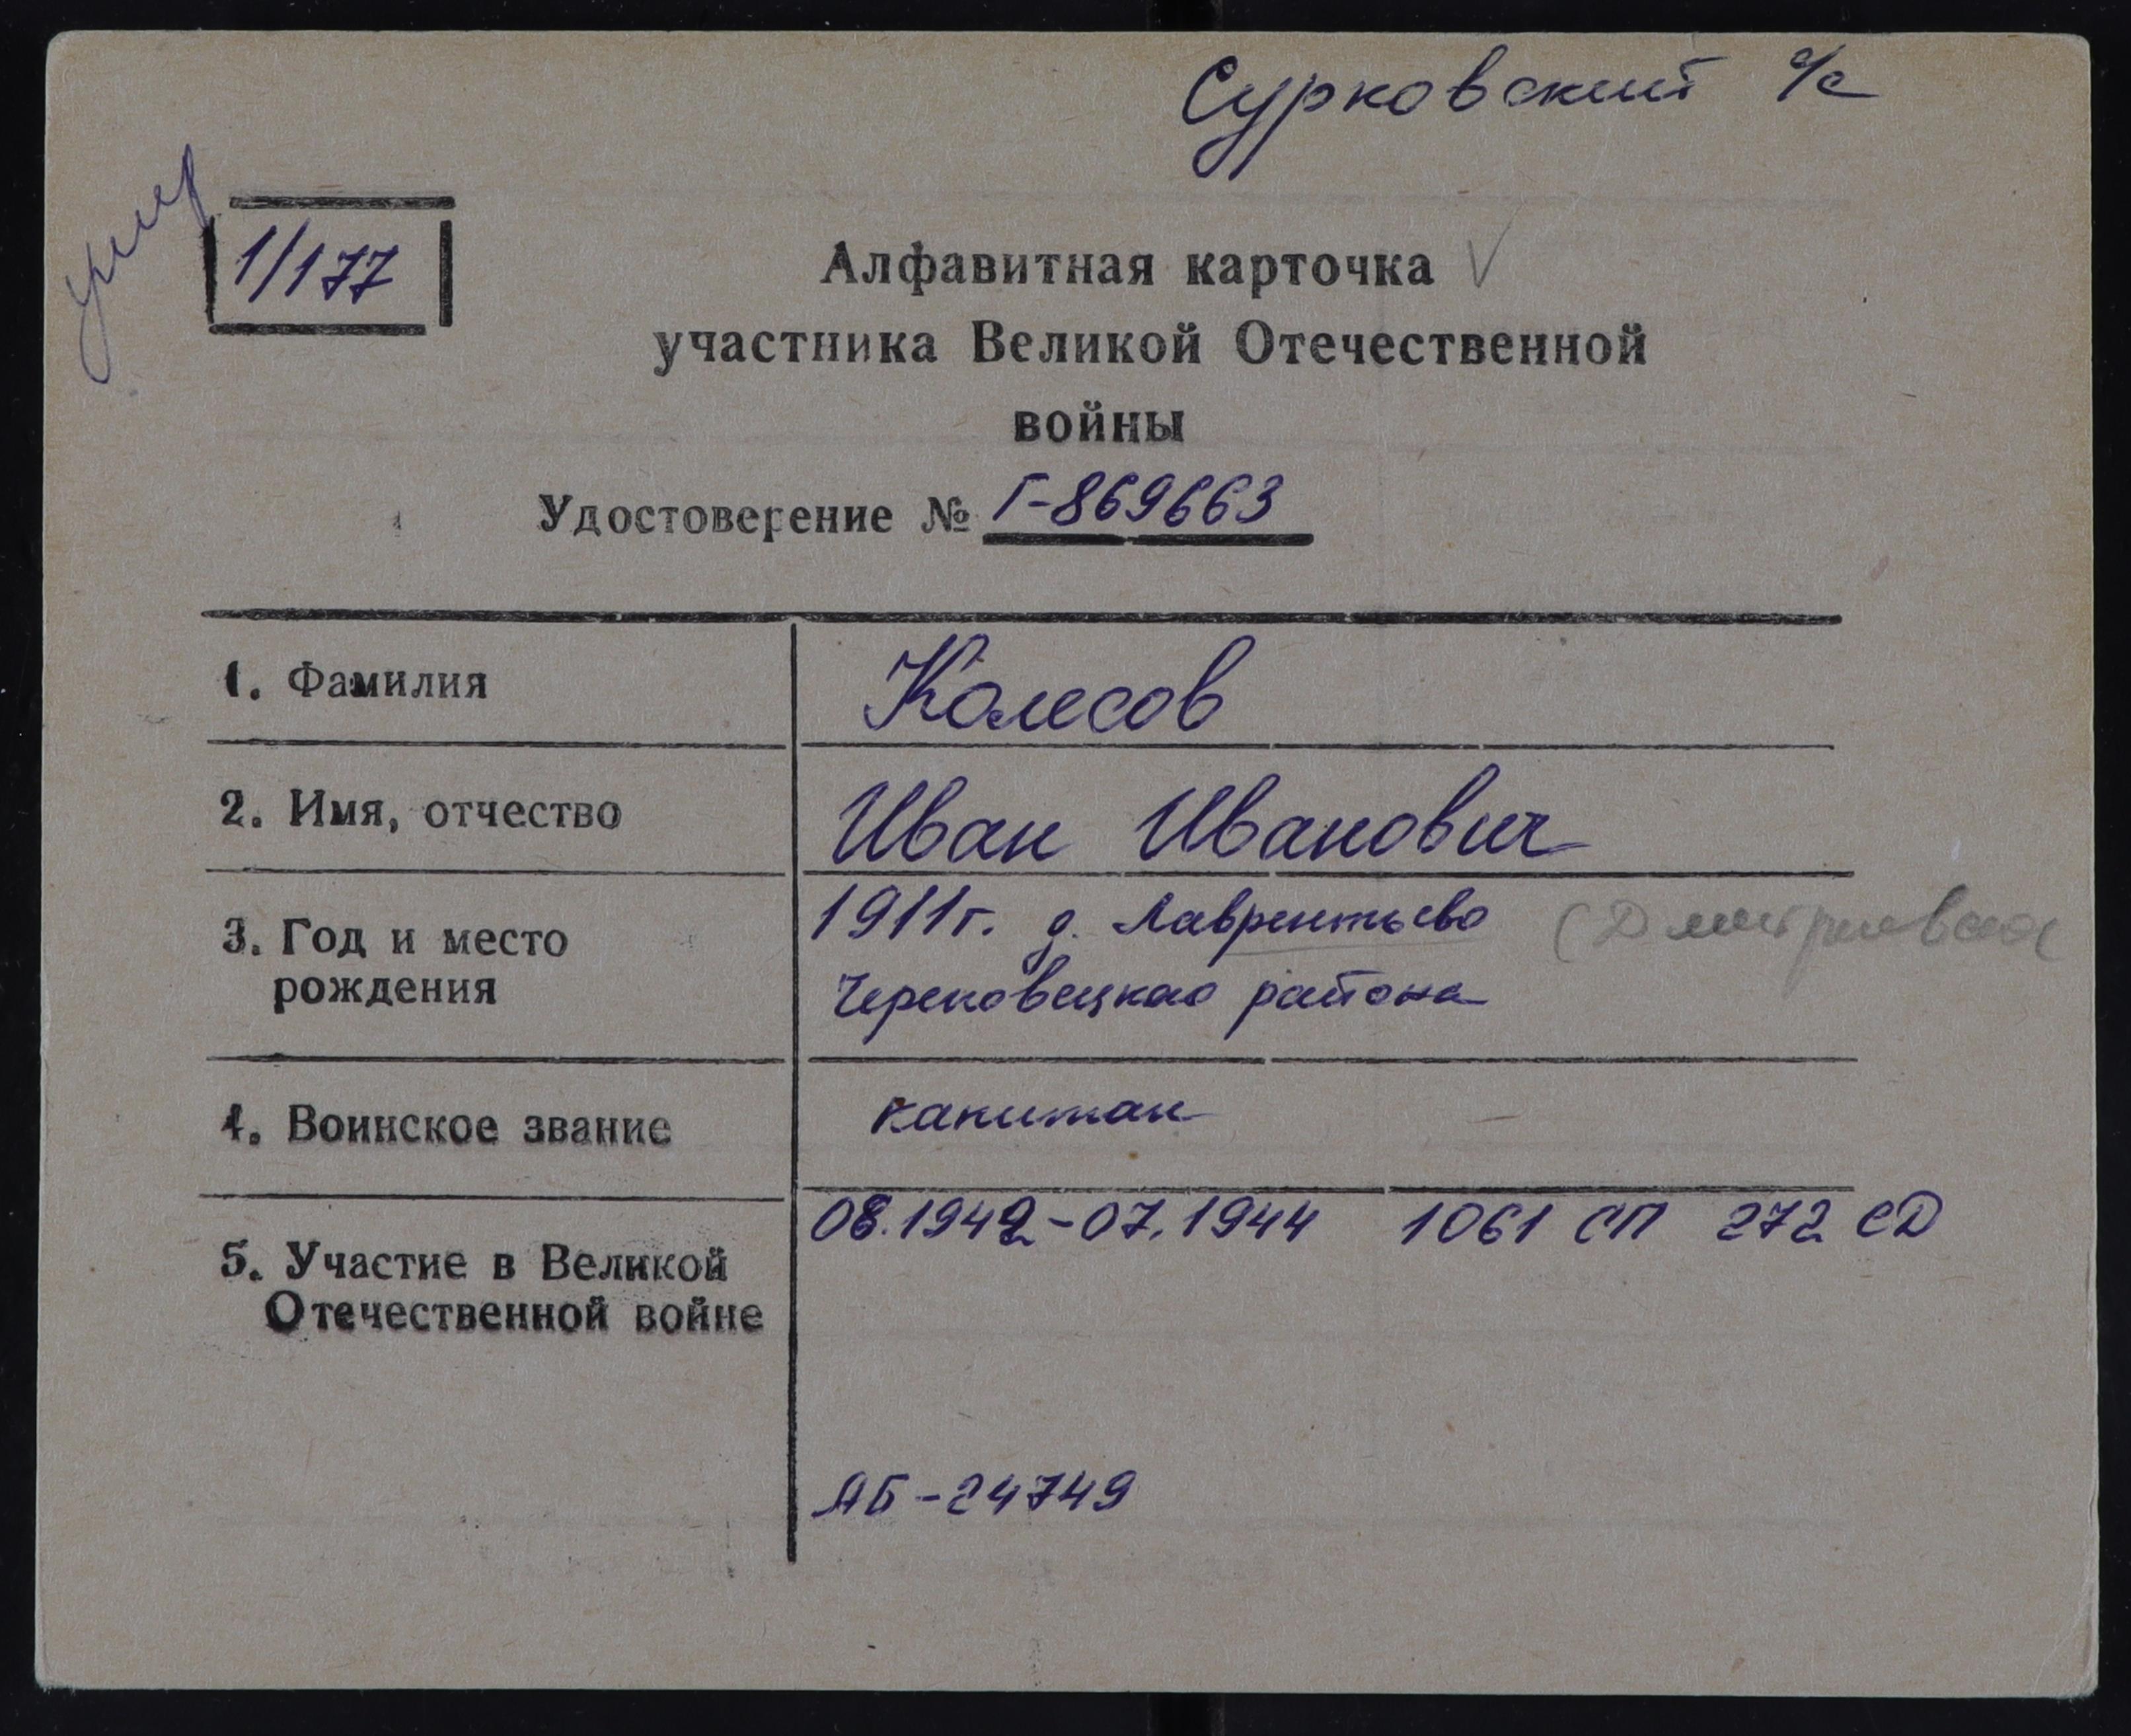 Сурковский с/с
умер
1/177
Алфавитная карточка
участника Великой Отечественной
войны
Удостоверение № Г-869663
1. Фамилия Колесов
2. Имя, отчество Иван Иванович
3. Год и место рождения 1911г. д. Лаврентьево
Череповецкого района
4. Воинское звание капитан
5. Участие в Великой Отечественной войне 08.1942-07.1944 1061 СП 272 СД
АБ-24749